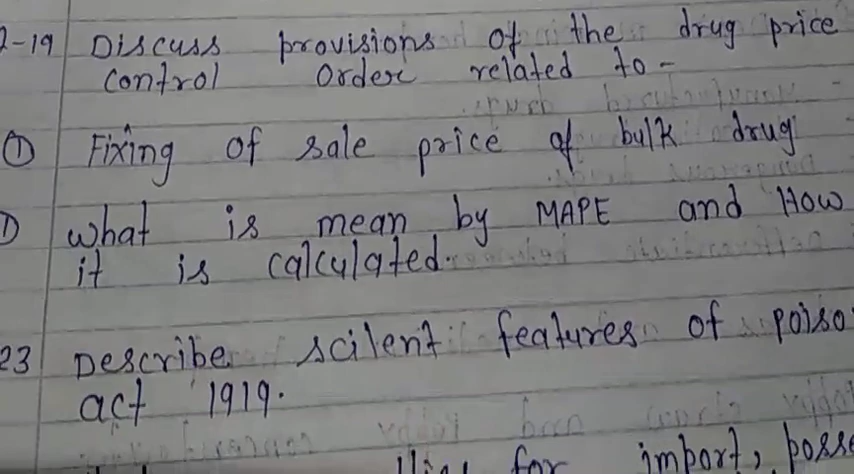 -19 Discuss provisions of the drug price
control Order related to -
① Fixing of sale price of bulk drug
what is mean by MAPE and How
it is calculated.
23 Describe scilent features of poiso
act 1919.
for import, posse